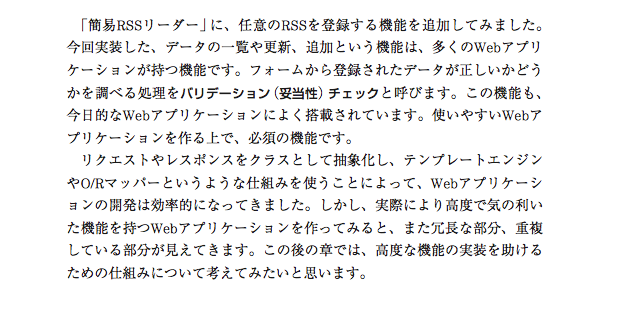 「簡易RSSリーダー」に、任意のRSSを登録する機能を追加してみました。
今回実装した、データの一覧や更新、追加という機能は、多くのWebアプリ
ケーションが持つ機能です。フォームから登録されたデータが正しいかどう
かを調べる処理をバリデーション（妥当性）チェックと呼びます。この機能も、
今日的なWebアプリケーションによく搭載されています。使いやすいWebア
プリケーションを作る上で、必須の機能です。
リクエストやレスポンスをクラスとして抽象化し、テンプレートエンジン
やO/Rマッパーというような仕組みを使うことによって、Webアプリケーシ
ョンの開発は効率的になってきました。しかし、実際により高度で気の利い
た機能を持つWebアプリケーションを作ってみると、また冗長な部分、重複
している部分が見えてきます。この後の章では、高度な機能の実装を助ける
ための仕組みについて考えてみたいと思います。